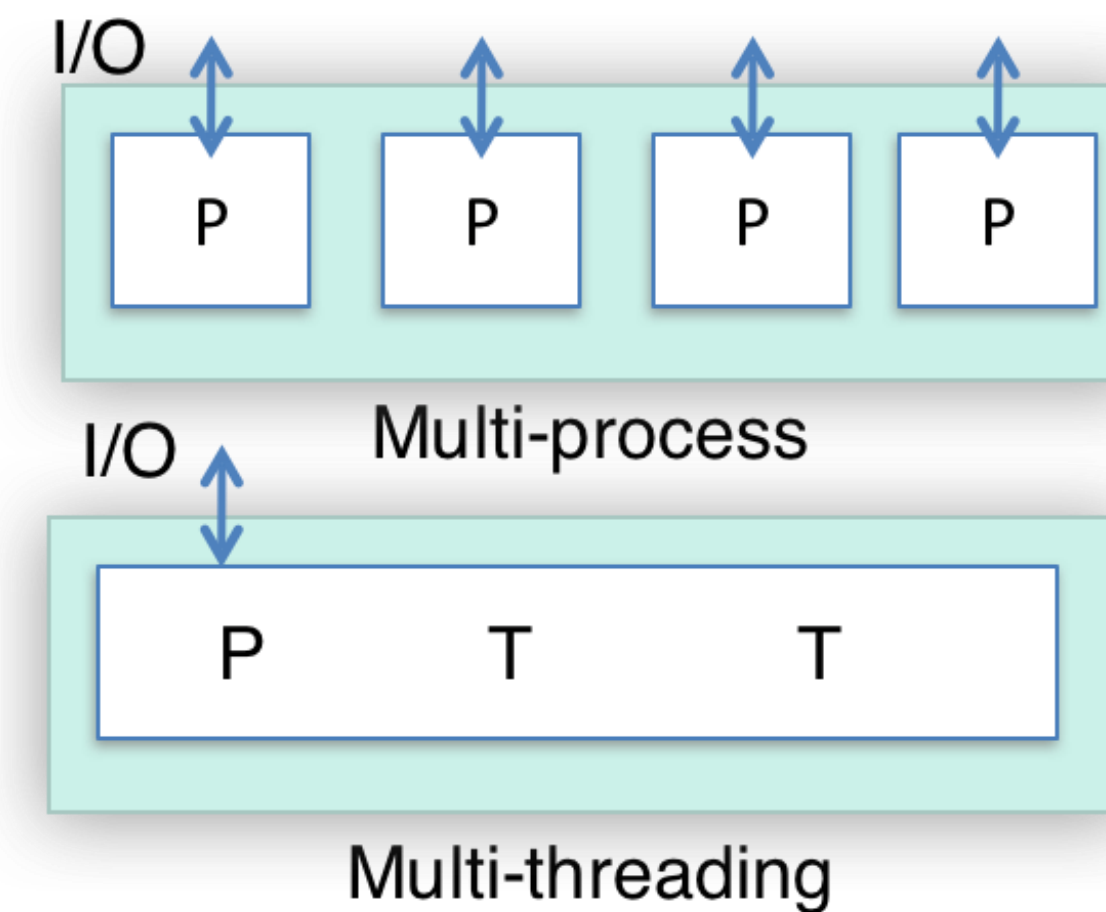 I/O
P P P P
Multi-process
I/O
P T T
Multi-threading